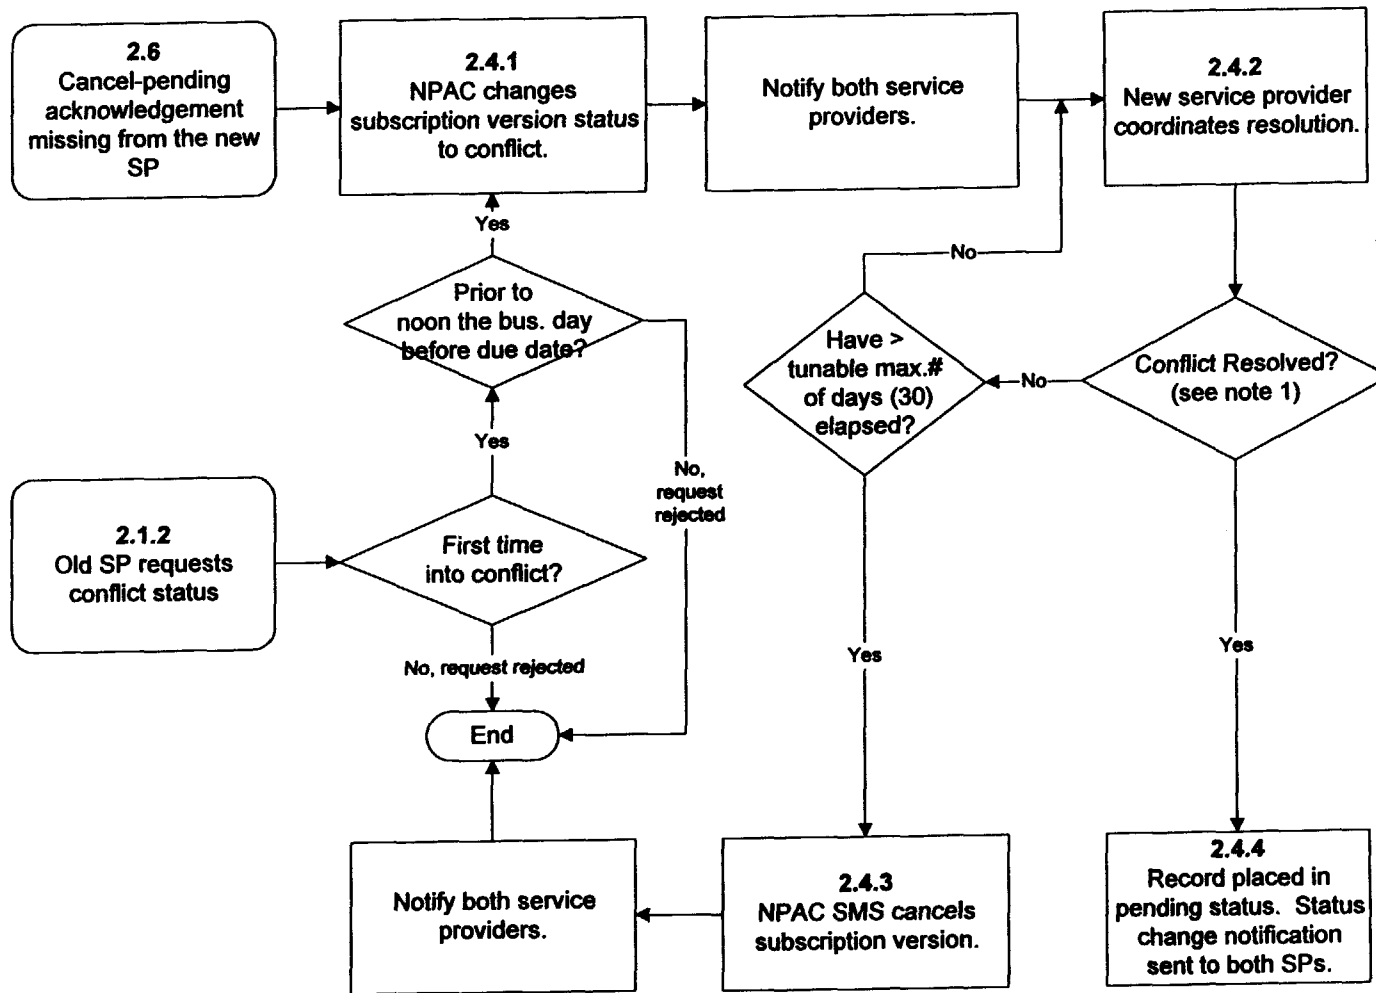 2.6
Cancel-pending
acknowledgement
missing from the new
SP
2.4.1
NPAC changes
subscription version status
to conflict.
Notify both service
providers.
2.4.2
New service provider
coordinates resolution.
Yes
No
Prior to
noon the bus. day
before due date?
Have >
tunable max.#
of days (30)
elapsed?
No
Conflict Resolved?
(see note 1)
Yes
No,
request
rejected
2.1.2
Old SP requests
conflict status
First time
into conflict?
Yes
Yes
No, request rejected
End
Notify both service
providers.
2.4.3
NPAC SMS cancels
subscription version.
2.4.4
Record placed in
pending status. Status
change notification
sent to both SPs.